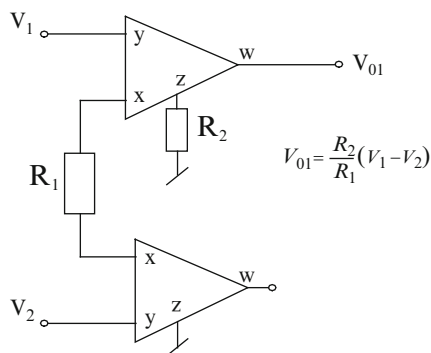 V₁
y
w
V₀₁
z
x
R₂
R₁
V₀₁ = R₂/R₁ (V₁ − V₂)
x
w
z
V₂
y